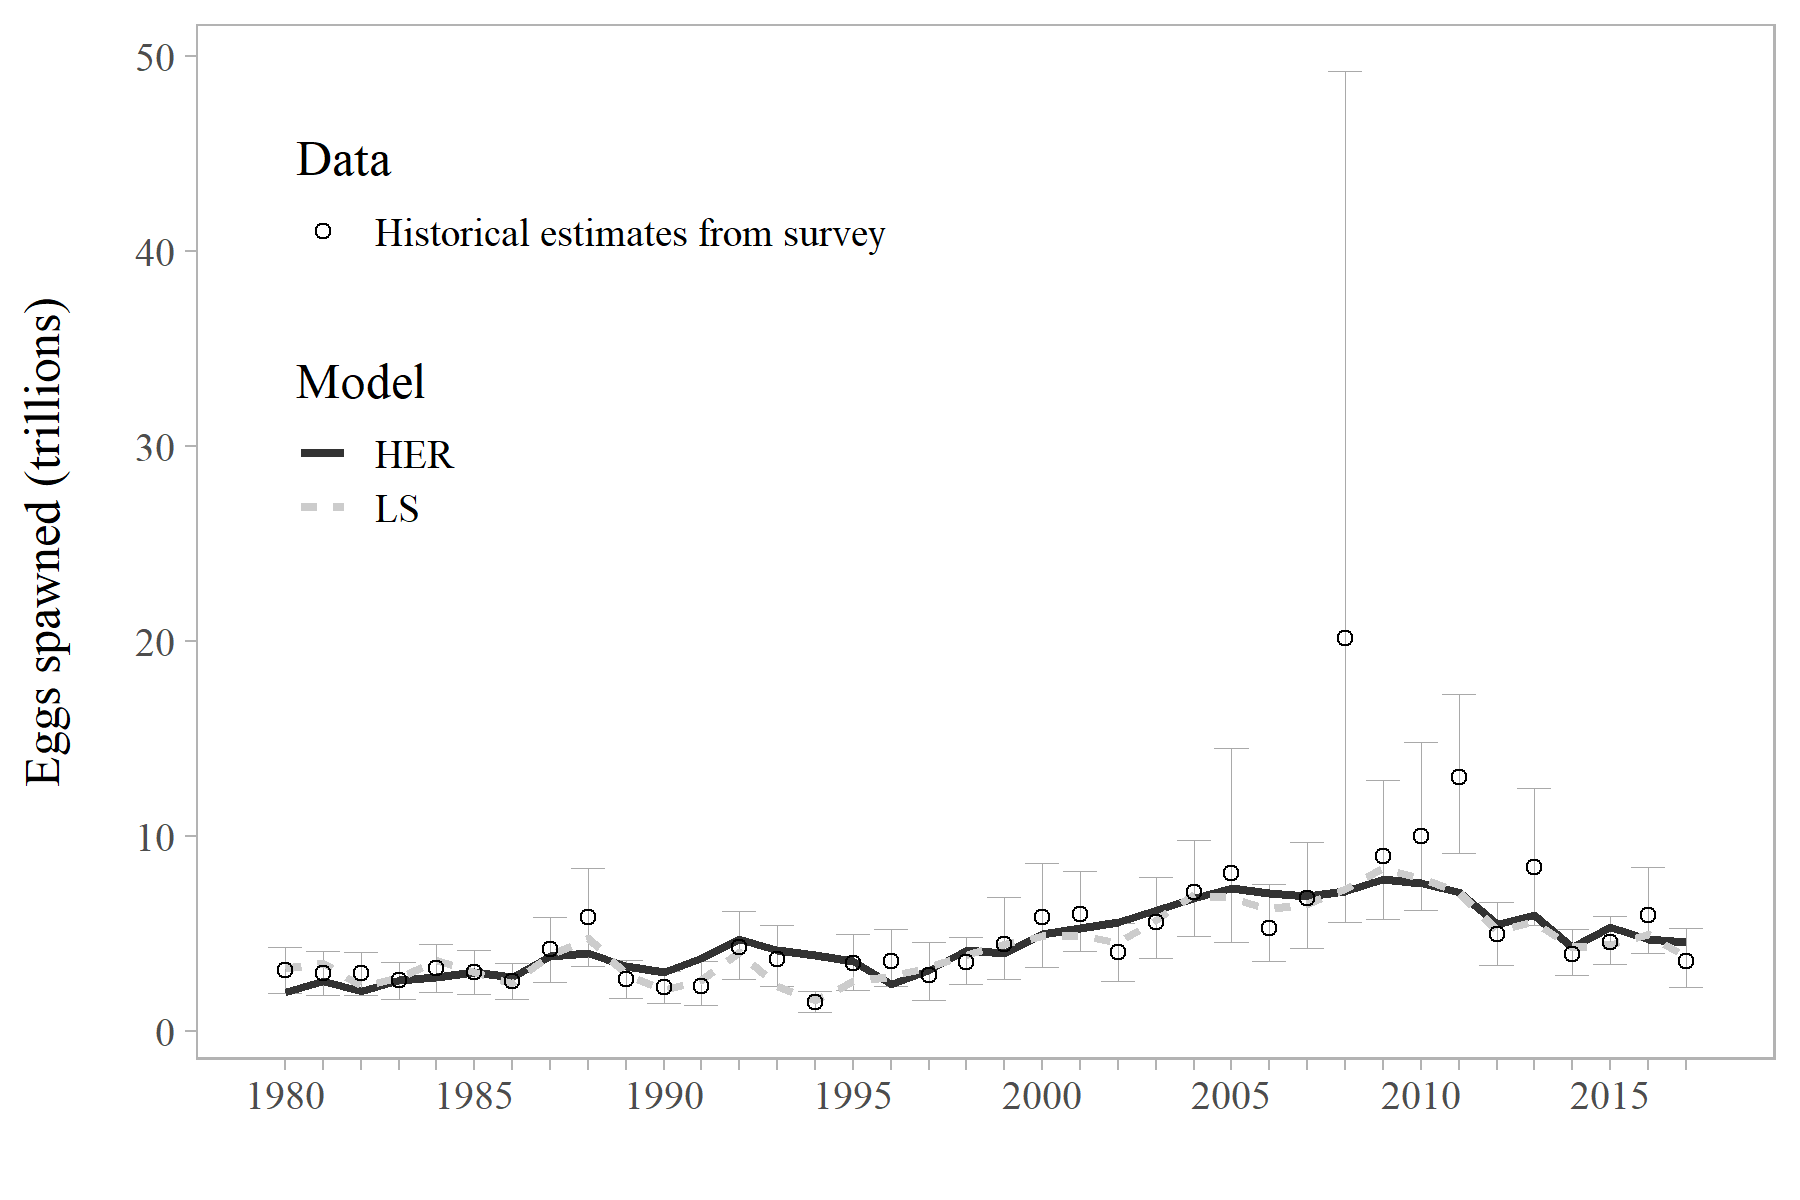 50
40
30
20
10
0
Eggs spawned (trillions)
Data
Historical estimates from survey
Model
HER
LS
1980 1985 1990 1995 2000 2005 2010 2015